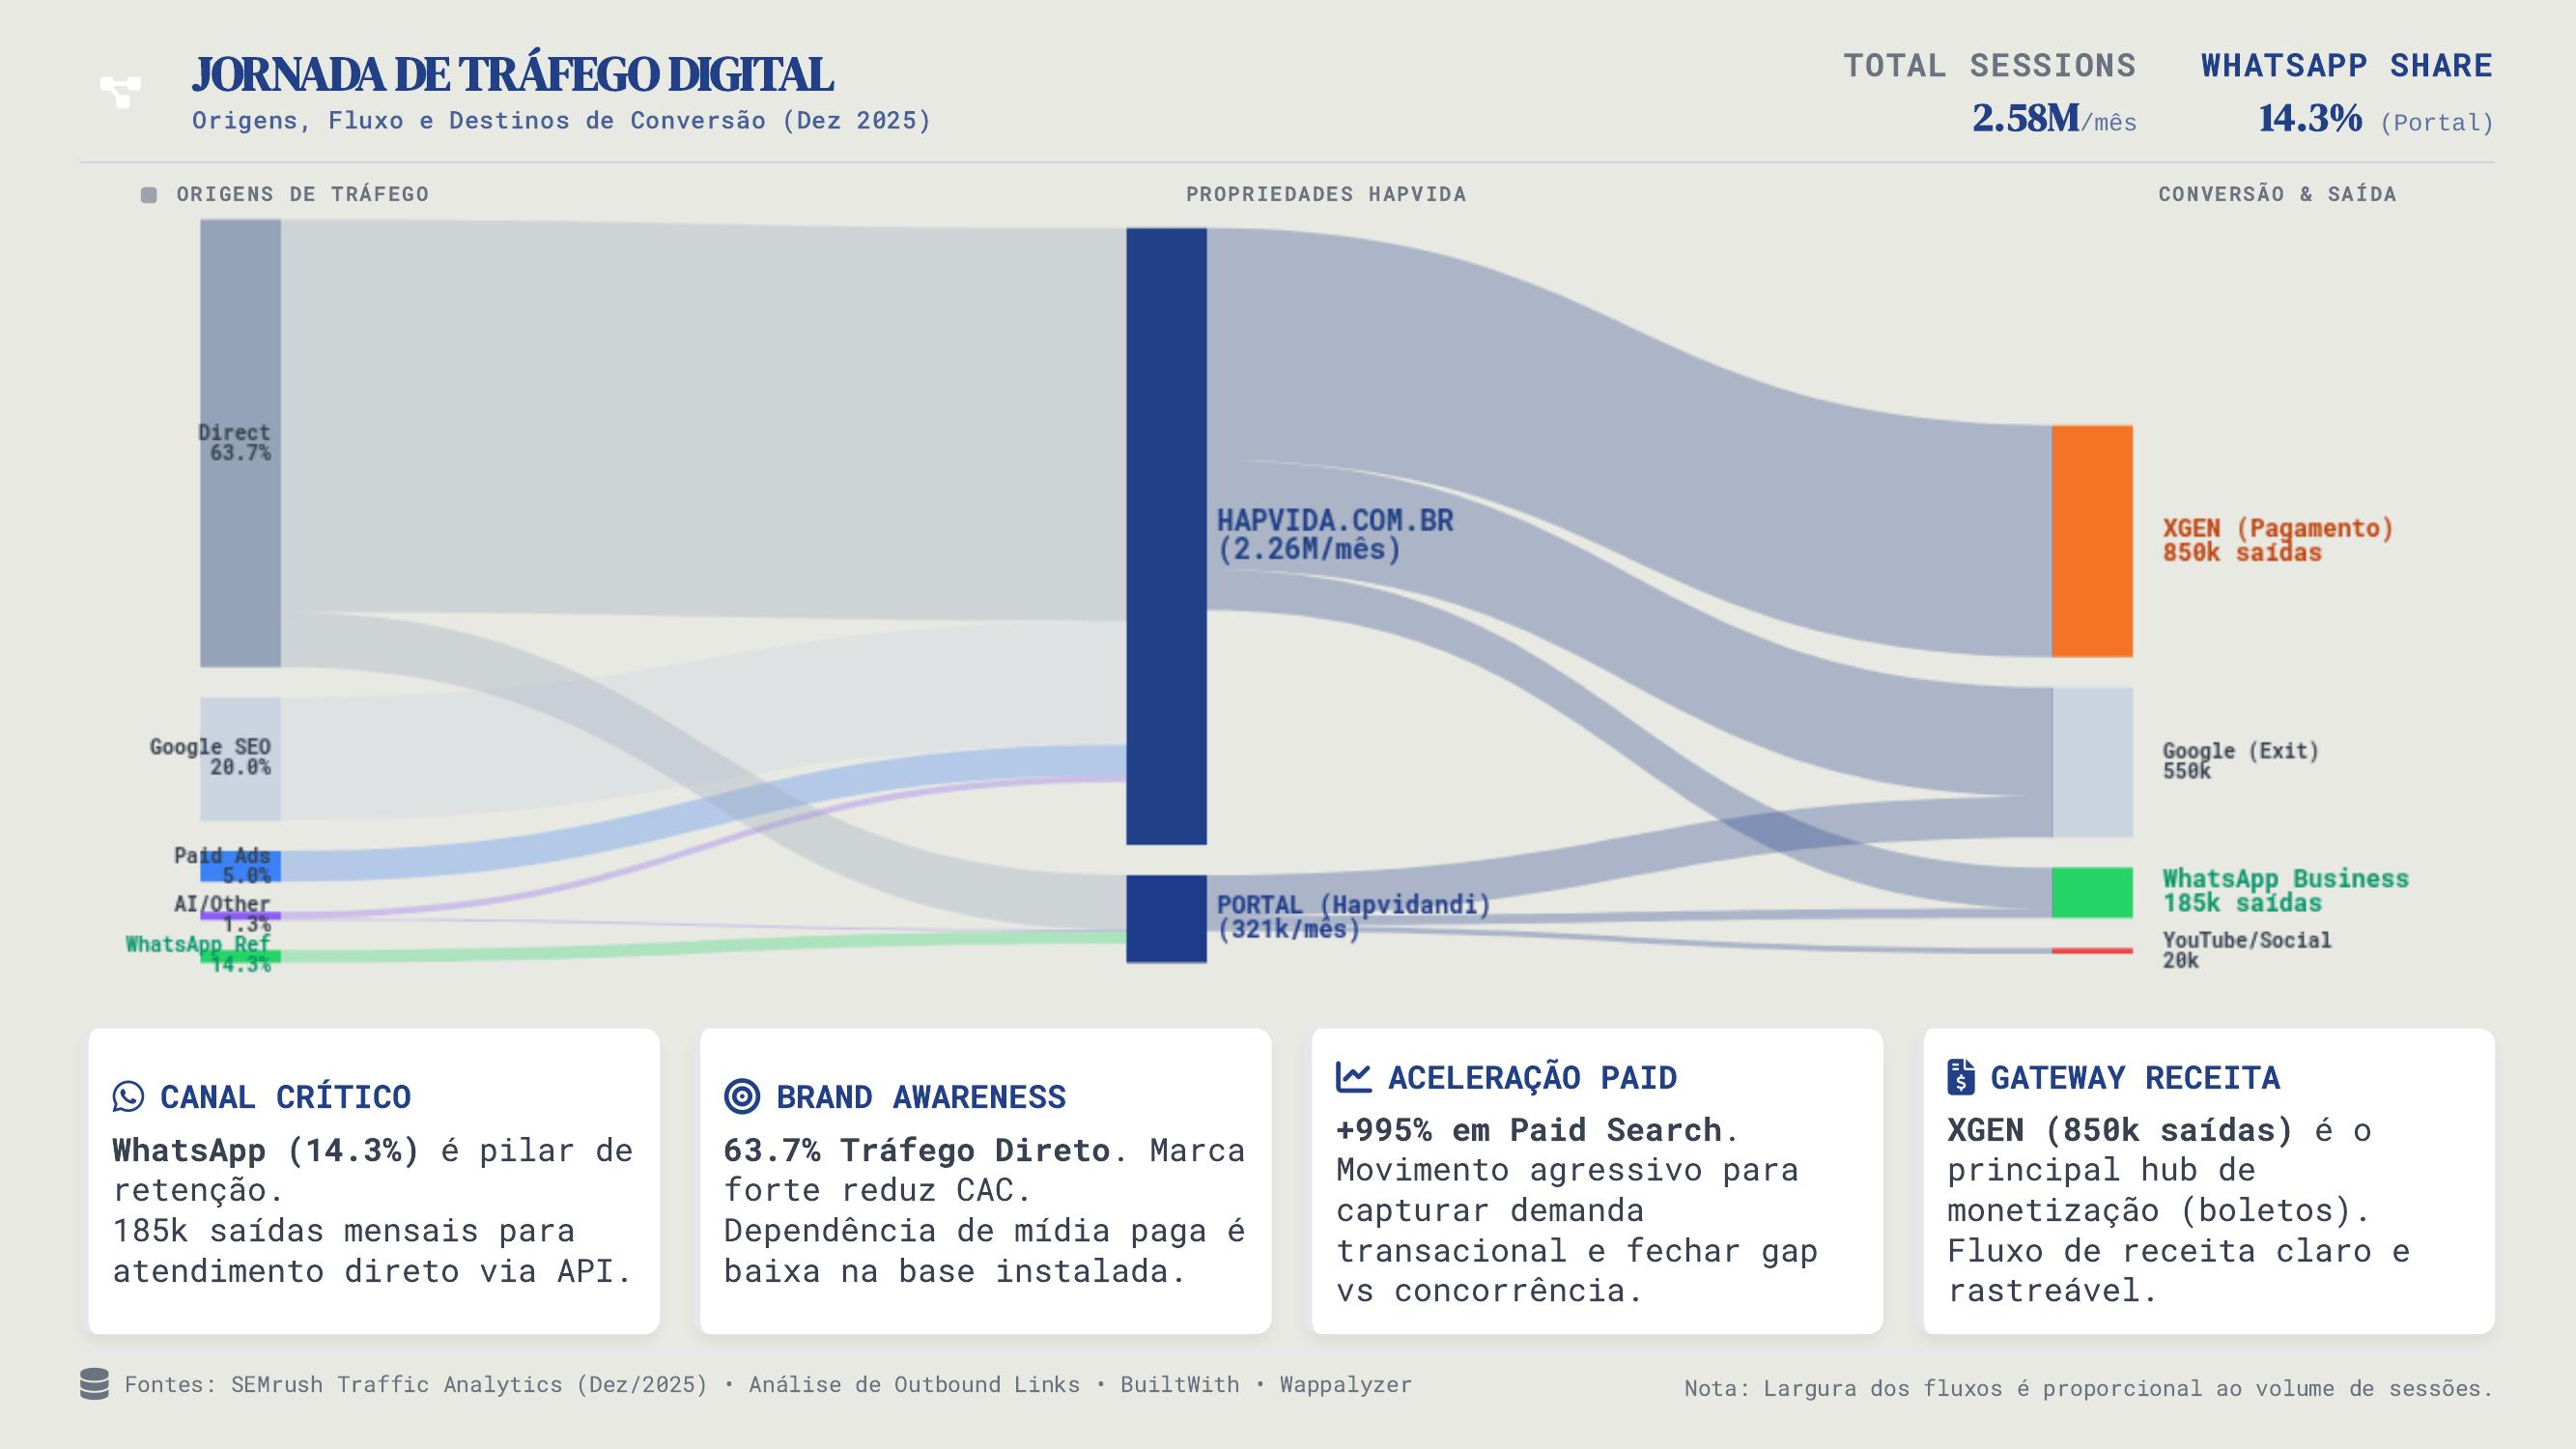 JORNADA DE TRÁFEGO DIGITAL
Origens, Fluxo e Destinos de Conversão (Dez 2025)
TOTAL SESSIONS
2.58M/mês
WHATSAPP SHARE
14.3% (Portal)
ORIGENS DE TRÁFEGO
PROPRIEDADES HAPVIDA
CONVERSÃO & SAÍDA
Direct
63.7%
Google SEO
20.0%
Paid Ads
5.0%
AI/Other
1.3%
WhatsApp Ref
14.3%
HAPVIDA.COM.BR
(2.26M/mês)
PORTAL (Hapvidandi)
(321k/mês)
XGEN (Pagamento)
850k saídas
Google (Exit)
550k
WhatsApp Business
185k saídas
YouTube/Social
20k
CANAL CRÍTICO
WhatsApp (14.3%) é pilar de
retenção.
185k saídas mensais para
atendimento direto via API.
BRAND AWARENESS
63.7% Tráfego Direto. Marca
forte reduz CAC.
Dependência de mídia paga é
baixa na base instalada.
ACELERAÇÃO PAID
+995% em Paid Search.
Movimento agressivo para
capturar demanda
transacional e fechar gap
vs concorrência.
GATEWAY RECEITA
XGEN (850k saídas) é o
principal hub de
monetização (boletos).
Fluxo de receita claro e
rastreável.
Fontes: SEMrush Traffic Analytics (Dez/2025) • Análise de Outbound Links • BuiltWith • Wappalyzer
Nota: Largura dos fluxos é proporcional ao volume de sessões.